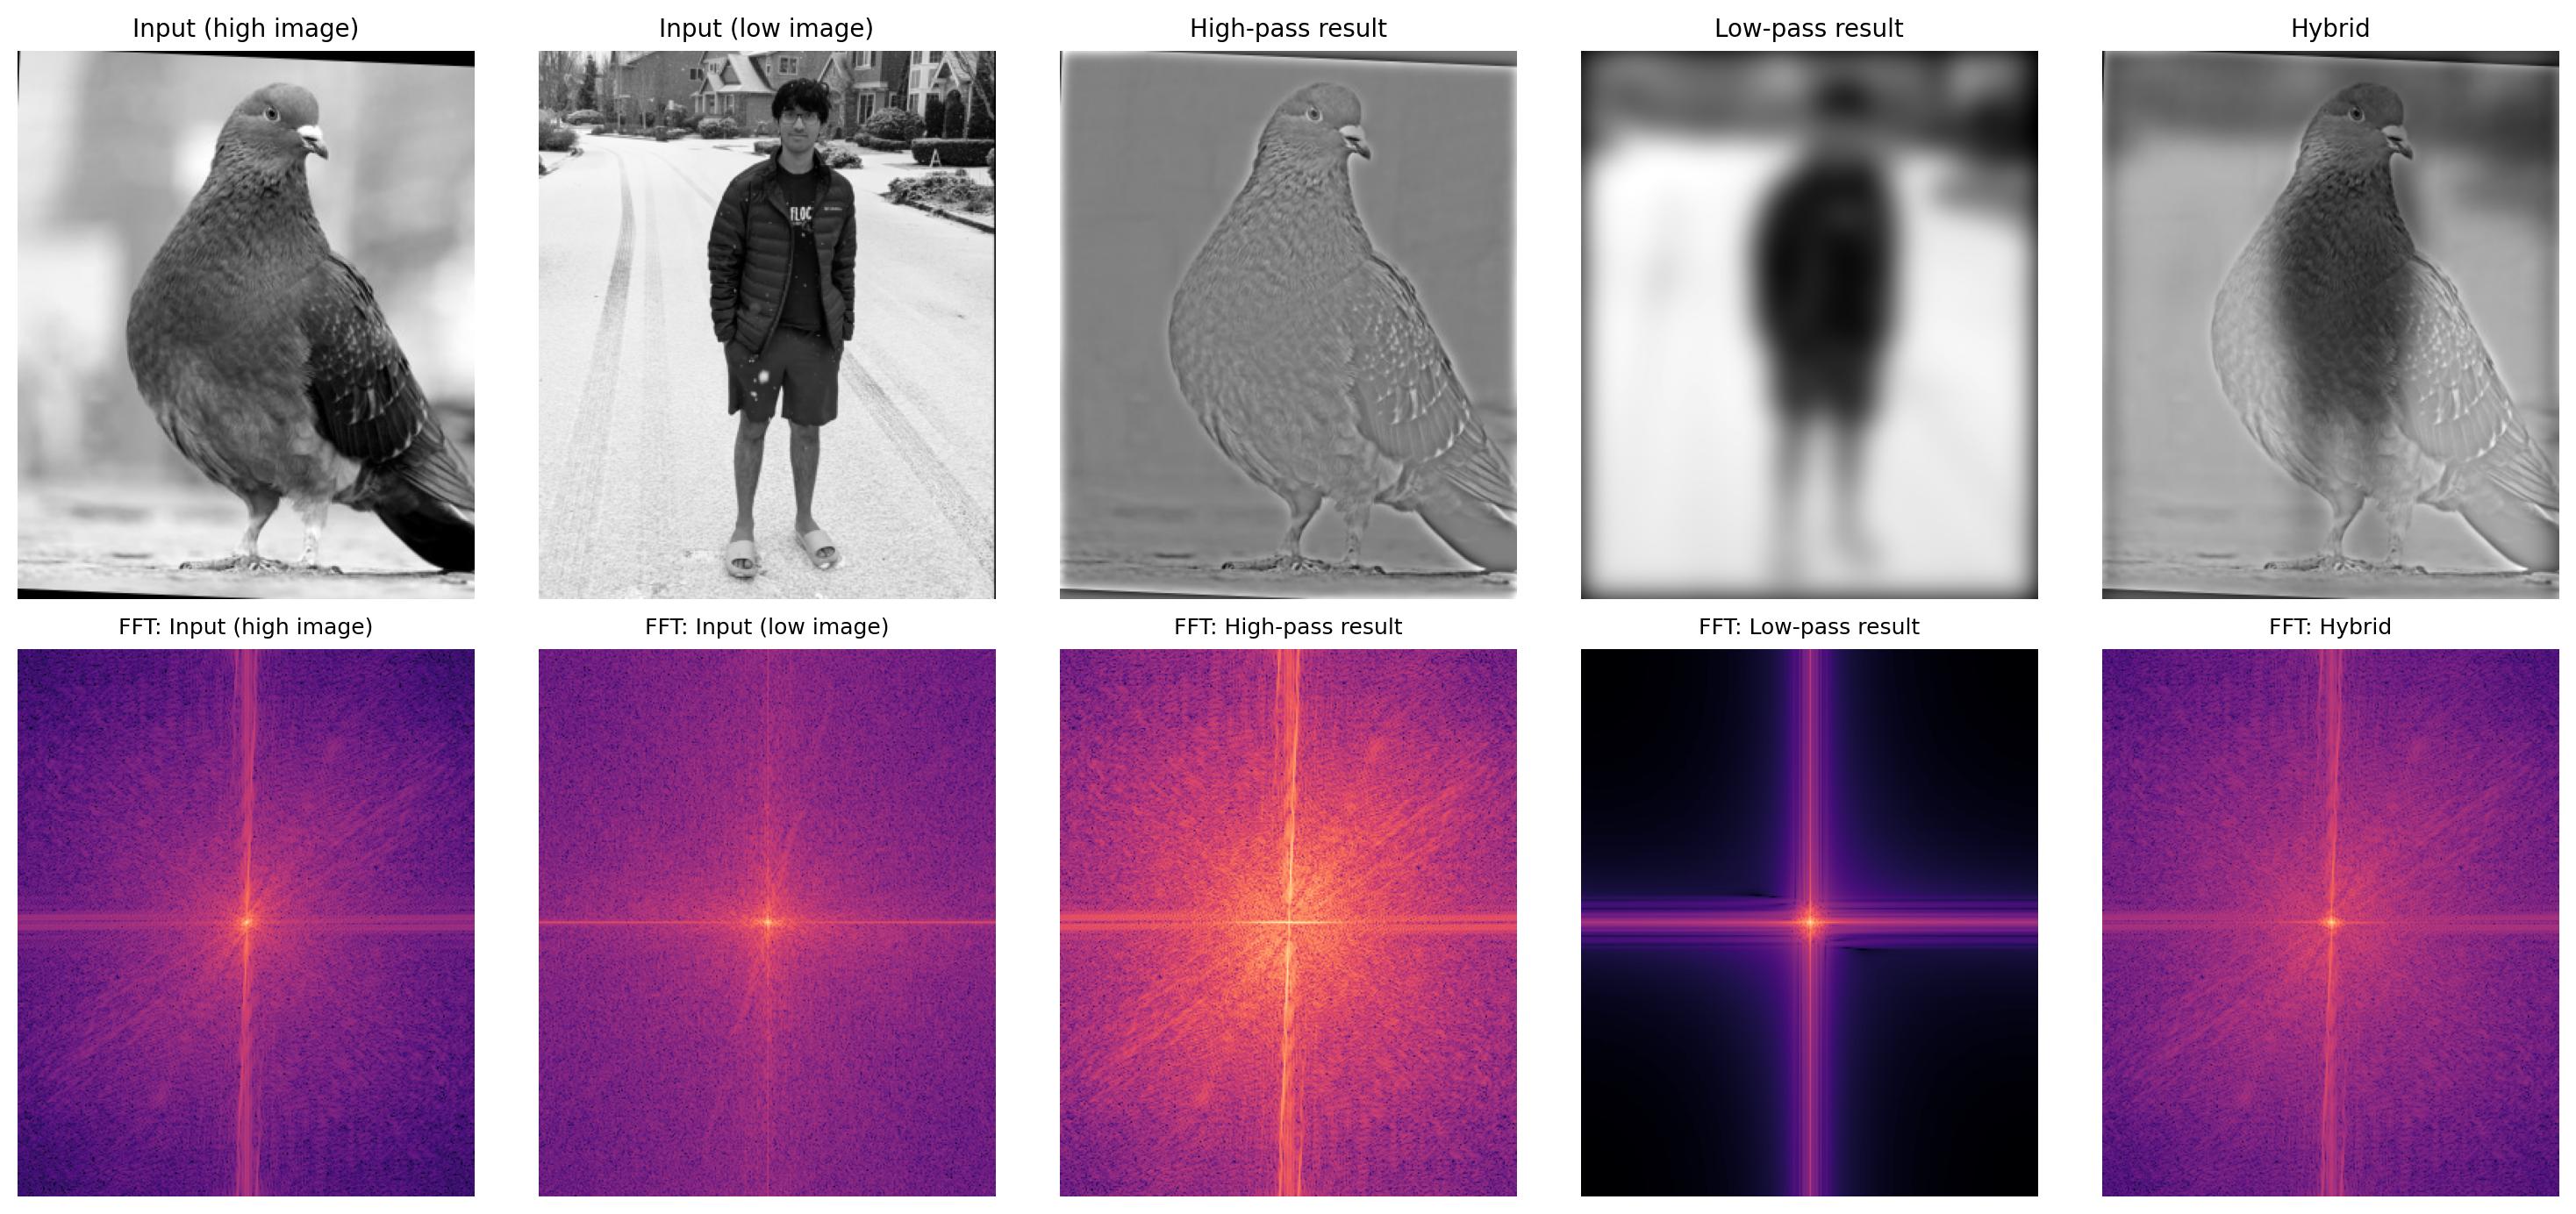 Input (high image)
Input (low image)
High-pass result
Low-pass result
Hybrid
FLOC
FFT: Input (high image)
FFT: Input (low image)
FFT: High-pass result
FFT: Low-pass result
FFT: Hybrid